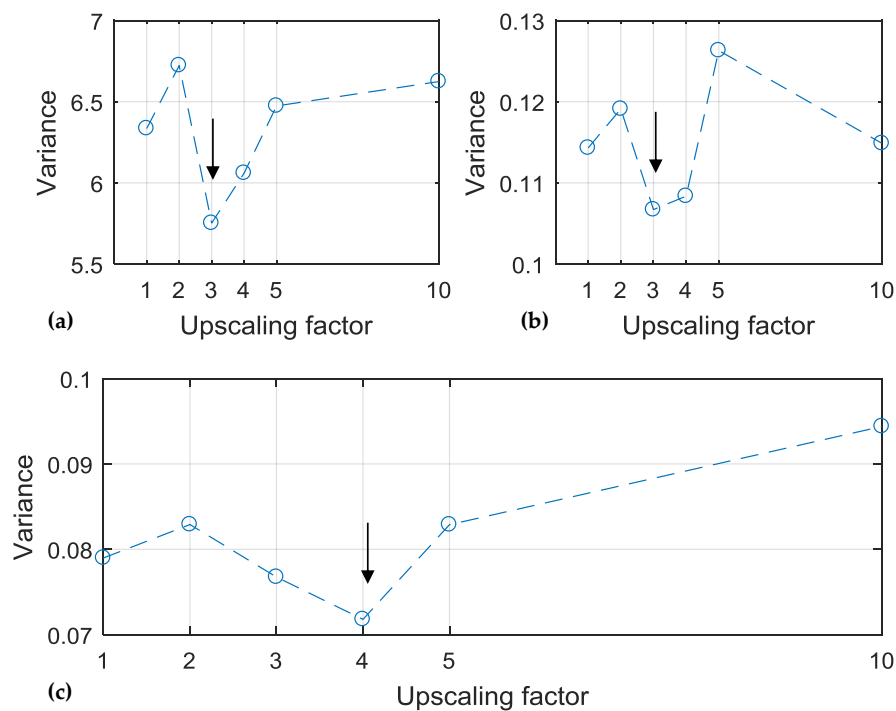 7
6.5
6
5.5
Variance
1 2 3 4 5 10
Upscaling factor
(a)
0.13
0.12
0.11
0.1
Variance
1 2 3 4 5 10
Upscaling factor
(b)
0.1
0.09
0.08
0.07
Variance
1 2 3 4 5 10
Upscaling factor
(c)